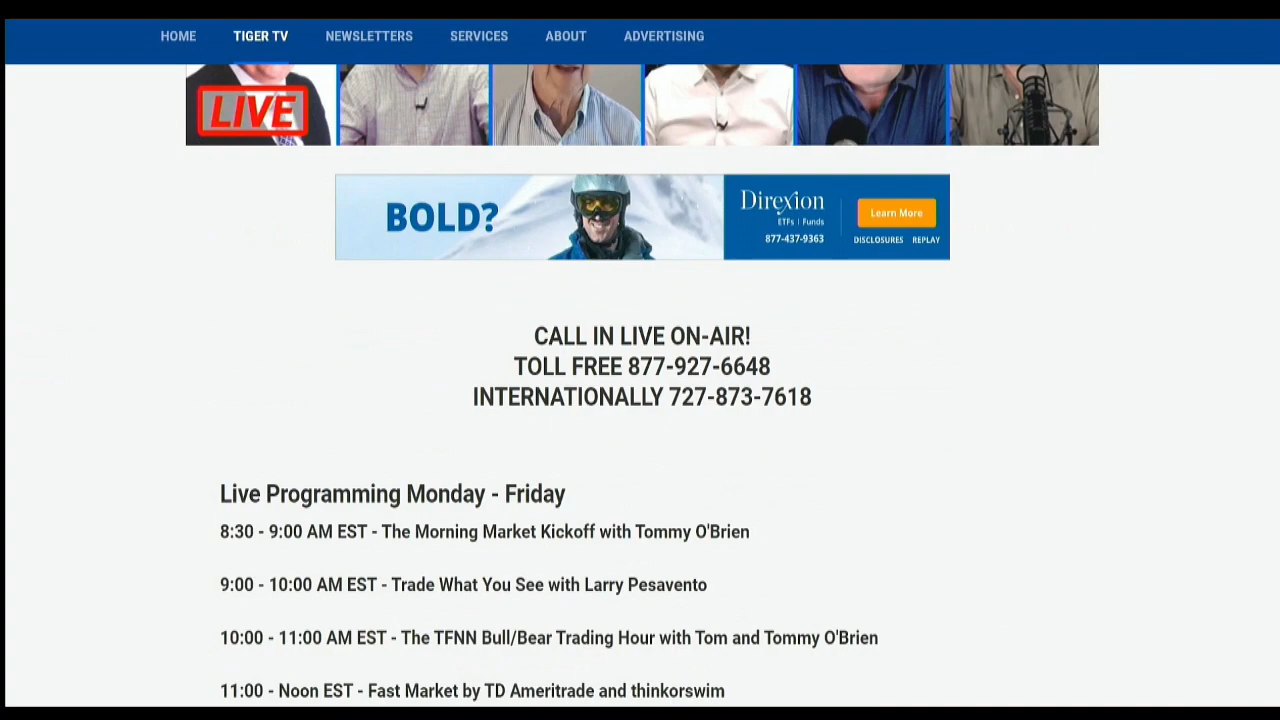 HOME TIGER TV NEWSLETTERS SERVICES ABOUT ADVERTISING
LIVE
BOLD?
Direxion
ETFs | Funds
877-437-9363
Learn More
DISCLOSURES REPLAY
CALL IN LIVE ON-AIR!
TOLL FREE 877-927-6648
INTERNATIONALLY 727-873-7618
Live Programming Monday - Friday
8:30 - 9:00 AM EST - The Morning Market Kickoff with Tommy O'Brien
9:00 - 10:00 AM EST - Trade What You See with Larry Pesavento
10:00 - 11:00 AM EST - The TFNN Bull/Bear Trading Hour with Tom and Tommy O'Brien
11:00 - Noon EST - Fast Market by TD Ameritrade and thinkorswim